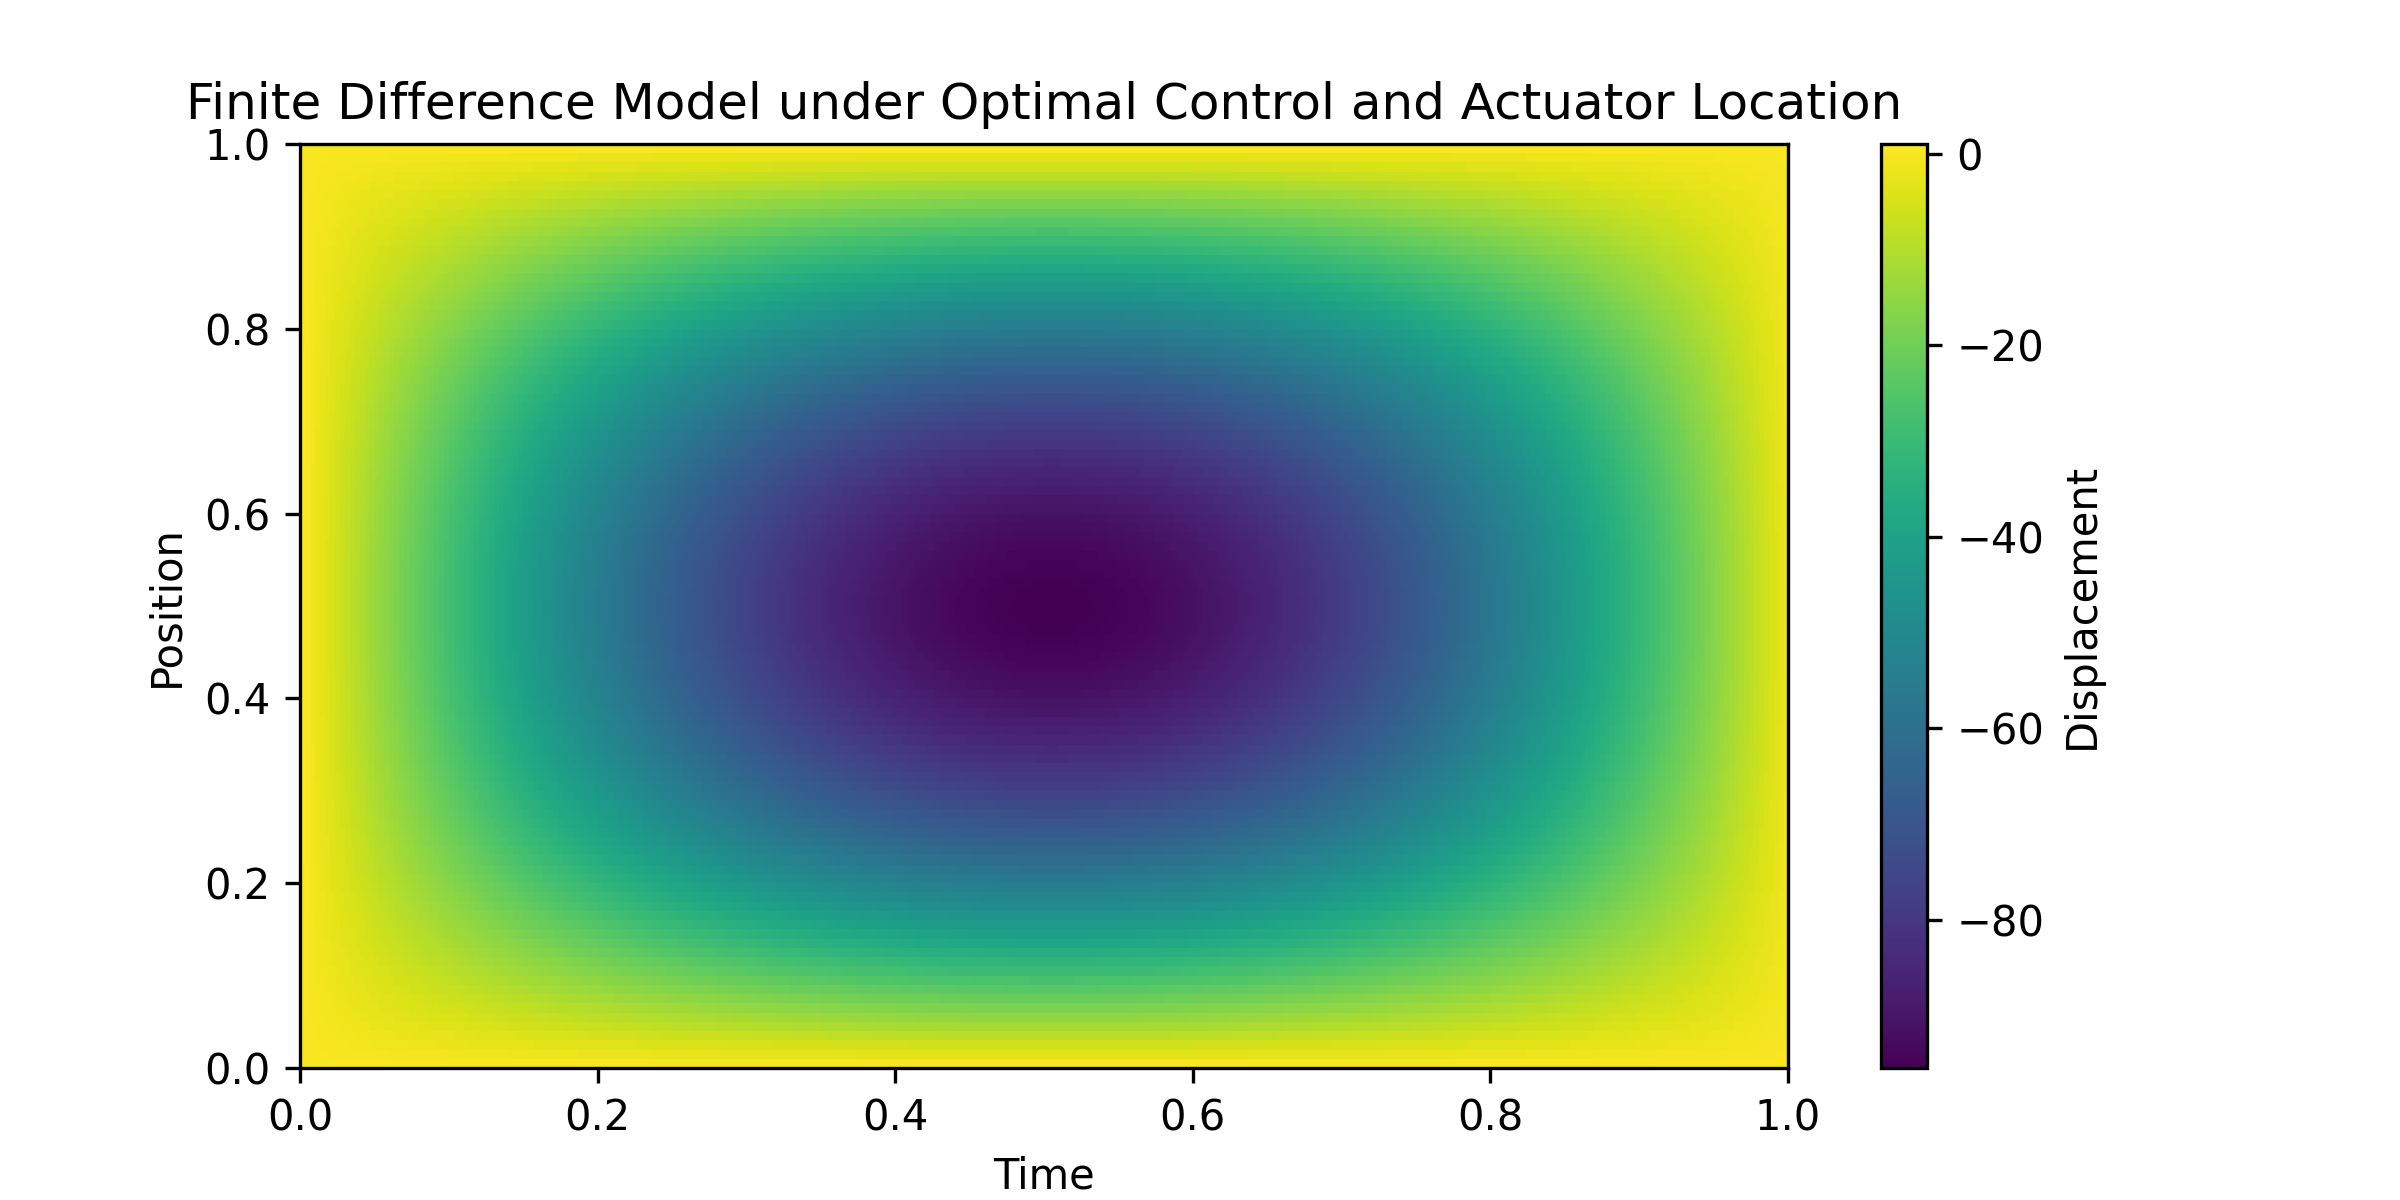 Finite Difference Model under Optimal Control and Actuator Location
1.0
0.8
0.6
0.4
0.2
0.0
Position
0.0 0.2 0.4 0.6 0.8 1.0
Time
0
−20
−40
−60
−80
Displacement